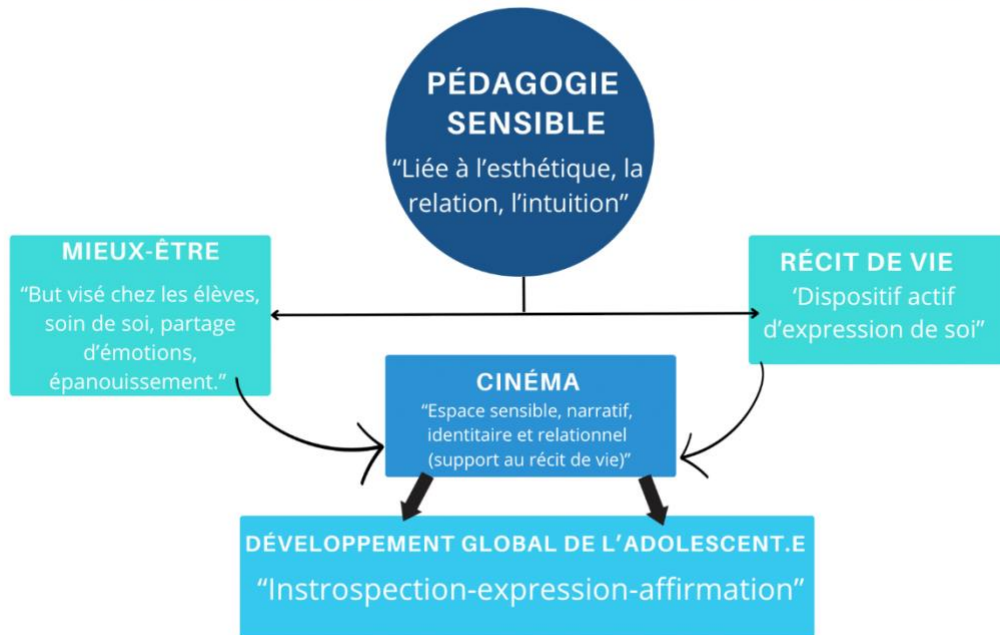 PÉDAGOGIE
SENSIBLE
“Liée à l’esthétique, la
relation, l’intuition”
MIEUX-ÊTRE
“But visé chez les élèves,
soin de soi, partage
d’émotions,
épanouissement.”
RÉCIT DE VIE
‘Dispositif actif
d’expression de soi”
CINÉMA
“Espace sensible, narratif,
identitaire et relationnel
(support au récit de vie)”
DÉVELOPPEMENT GLOBAL DE L’ADOLESCENT.E
“Instrospection-expression-affirmation”